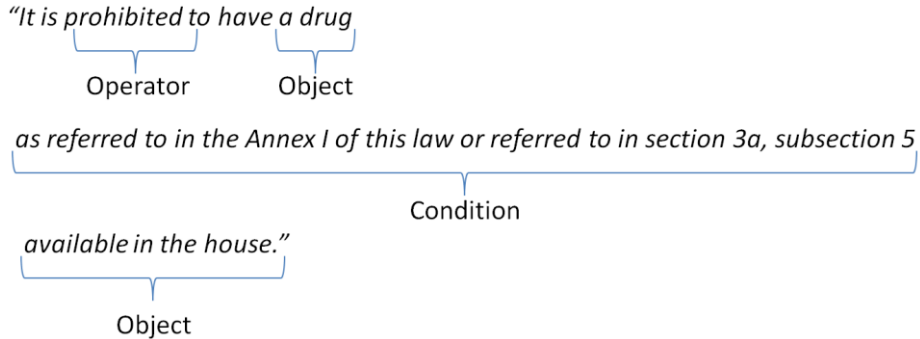 “It is prohibited to have a drug
Operator Object
as referred to in the Annex I of this law or referred to in section 3a, subsection 5
Condition
available in the house.”
Object